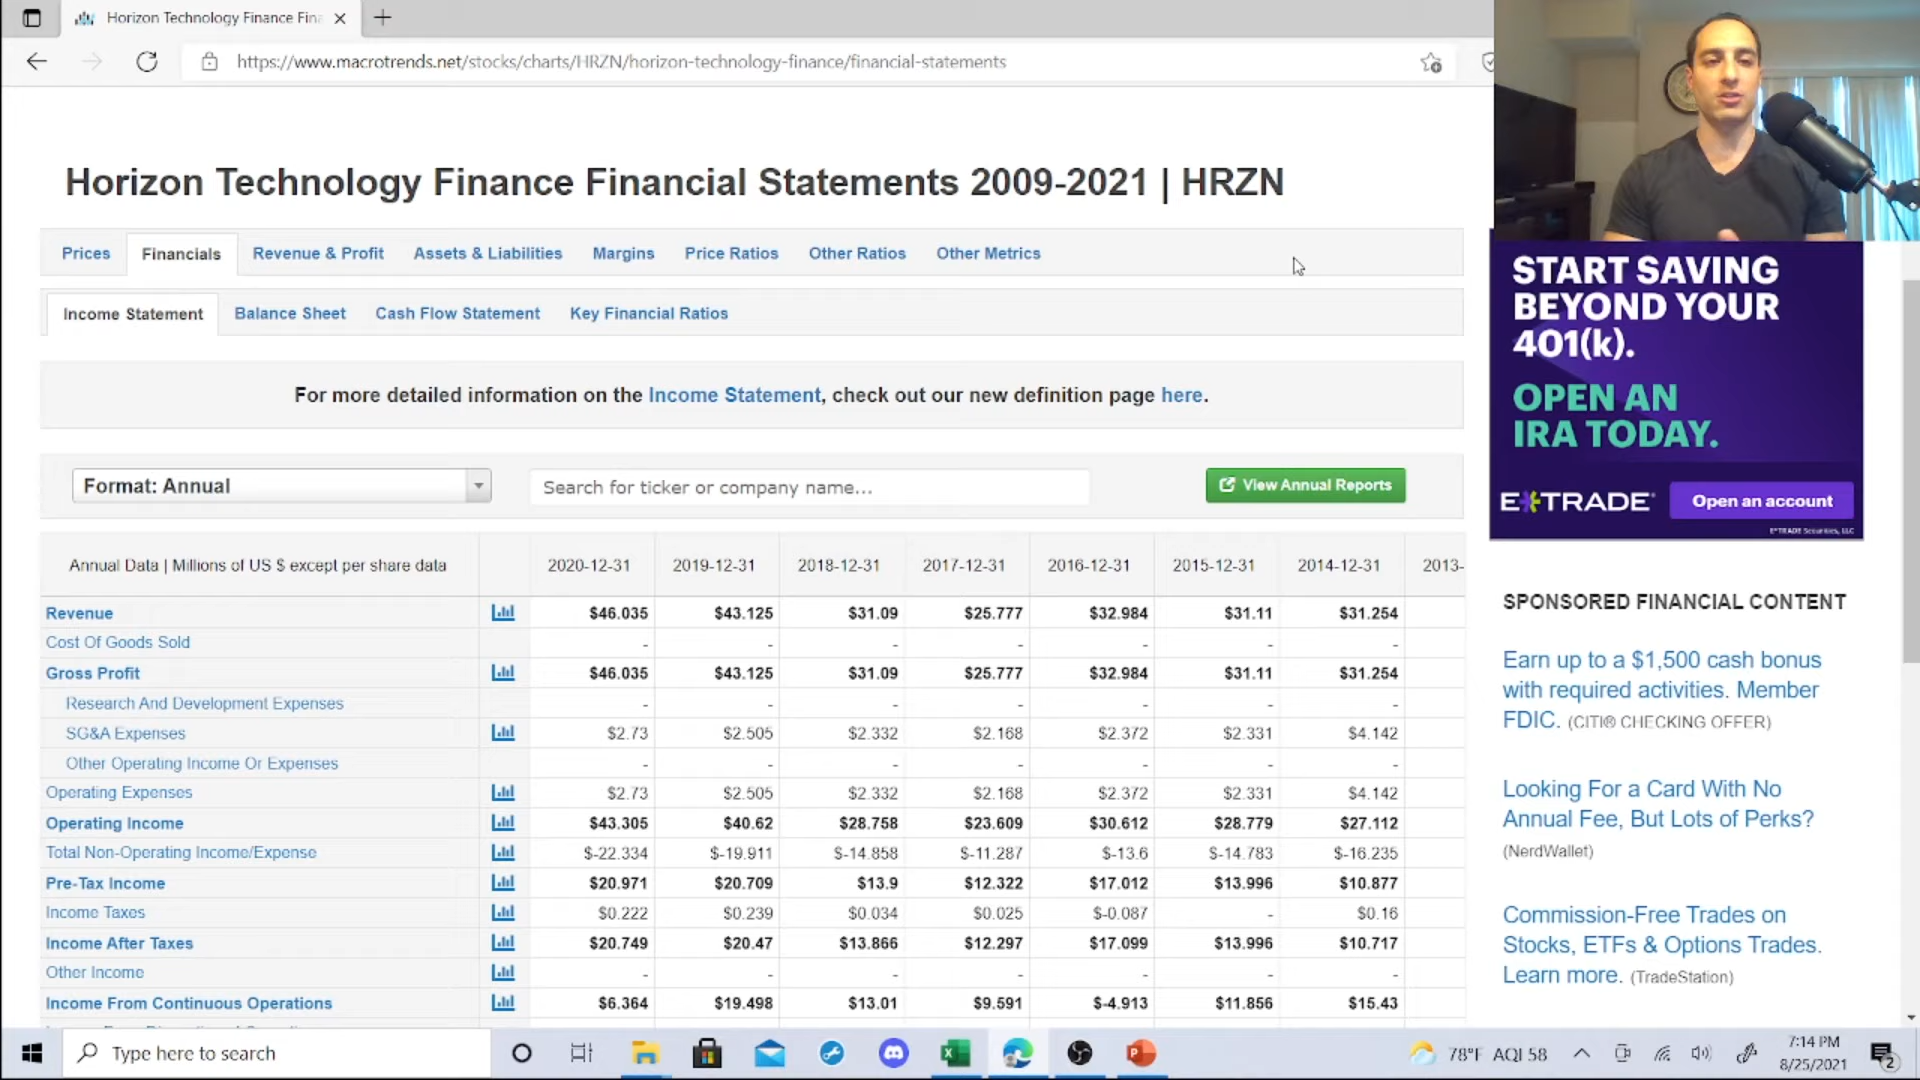 Horizon Technology Finance Fin
https://www.macrotrends.net/stocks/charts/HRZN/horizon-technology-finance/financial-statements
Horizon Technology Finance Financial Statements 2009-2021 | HRZN
Prices Financials Revenue & Profit Assets & Liabilities Margins Price Ratios Other Ratios Other Metrics
Income Statement Balance Sheet Cash Flow Statement Key Financial Ratios
For more detailed information on the Income Statement, check out our new definition page here.
Format: Annual Search for ticker or company name... View Annual Reports
Annual Data | Millions of US $ except per share data 2020-12-31 2019-12-31 2018-12-31 2017-12-31 2016-12-31 2015-12-31 2014-12-31 2013-
Revenue $46.035 $43.125 $31.09 $25.777 $32.984 $31.11 $31.254
Cost Of Goods Sold - - - - - - -
Gross Profit $46.035 $43.125 $31.09 $25.777 $32.984 $31.11 $31.254
Research And Development Expenses - - - - - - -
SG&A Expenses $2.73 $2.505 $2.332 $2.168 $2.372 $2.331 $4.142
Other Operating Income Or Expenses - - - - - - -
Operating Expenses $2.73 $2.505 $2.332 $2.168 $2.372 $2.331 $4.142
Operating Income $43.305 $40.62 $28.758 $23.609 $30.612 $28.779 $27.112
Total Non-Operating Income/Expense $-22.334 $-19.911 $-14.858 $-11.287 $-13.6 $-14.783 $-16.235
Pre-Tax Income $20.971 $20.709 $13.9 $12.322 $17.012 $13.996 $10.877
Income Taxes $0.222 $0.239 $0.034 $0.025 $-0.087 - $0.16
Income After Taxes $20.749 $20.47 $13.866 $12.297 $17.099 $13.996 $10.717
Other Income - - - - - - -
Income From Continuous Operations $6.364 $19.498 $13.01 $9.591 $-4.913 $11.856 $15.43
START SAVING
BEYOND YOUR
401(k).
OPEN AN
IRA TODAY.
E*TRADE Open an account
E*TRADE Securities, LLC
SPONSORED FINANCIAL CONTENT
Earn up to a $1,500 cash bonus
with required activities. Member
FDIC. (CITI® CHECKING OFFER)
Looking For a Card With No
Annual Fee, But Lots of Perks?
(NerdWallet)
Commission-Free Trades on
Stocks, ETFs & Options Trades.
Learn more. (TradeStation)
Type here to search
78°F AQI 58
7:14 PM
8/25/2021
2